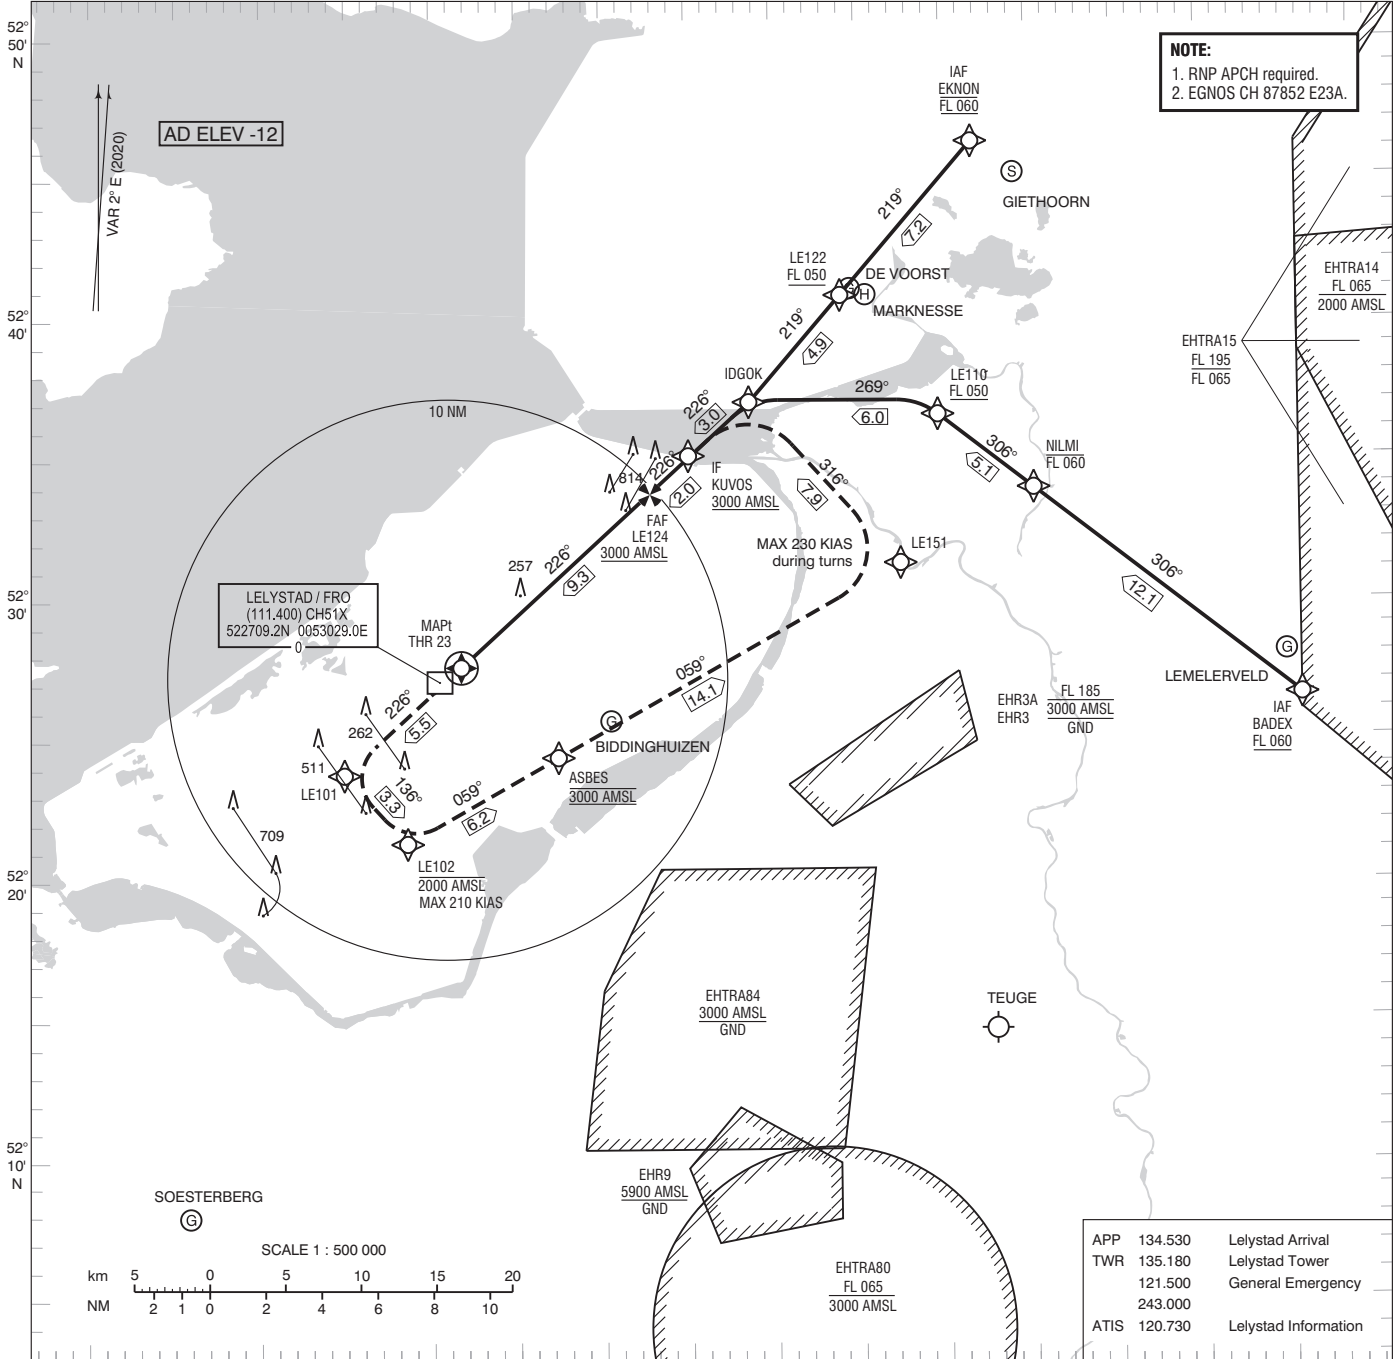 52°
50'
N
VAR 2° E (2020)
AD ELEV -12
NOTE:
1. RNP APCH required.
2. EGNOS CH 87852 E23A.
IAF
EKNON
FL 060
S
GIETHOORN
219°
7.2
LE122
FL 050
DE VOORST
H
MARKNESSE
219°
4.9
EHTRA14
FL 065
2000 AMSL
EHTRA15
FL 195
FL 065
52°
40'
IDGOK
269°
6.0
LE110
FL 050
226°
3.0
10 NM
306°
5.1
NILMI
FL 060
814
226°
2.0
IF
KUVOS
3000 AMSL
316°
7.9
FAF
LE124
3000 AMSL
MAX 230 KIAS
during turns
LE151
306°
12.1
226°
9.3
257
52°
30'
LELYSTAD / FRO
(111.400) CH51X
522709.2N 0053029.0E
0
MAPt
THR 23
G
LEMELERVELD
IAF
BADEX
FL 060
059°
14.1
EHR3A
EHR3
FL 185
3000 AMSL
GND
226°
5.5
262
G
BIDDINGHUIZEN
511
LE101
136°
3.3
ASBES
3000 AMSL
059°
6.2
709
LE102
2000 AMSL
MAX 210 KIAS
52°
20'
EHTRA84
3000 AMSL
GND
TEUGE
52°
10'
N
EHR9
5900 AMSL
GND
SOESTERBERG
G
SCALE 1 : 500 000
km 5 0 5 10 15 20
NM 2 1 0 2 4 6 8 10
EHTRA80
FL 065
3000 AMSL
APP 134.530 Lelystad Arrival
TWR 135.180 Lelystad Tower
121.500 General Emergency
243.000
ATIS 120.730 Lelystad Information